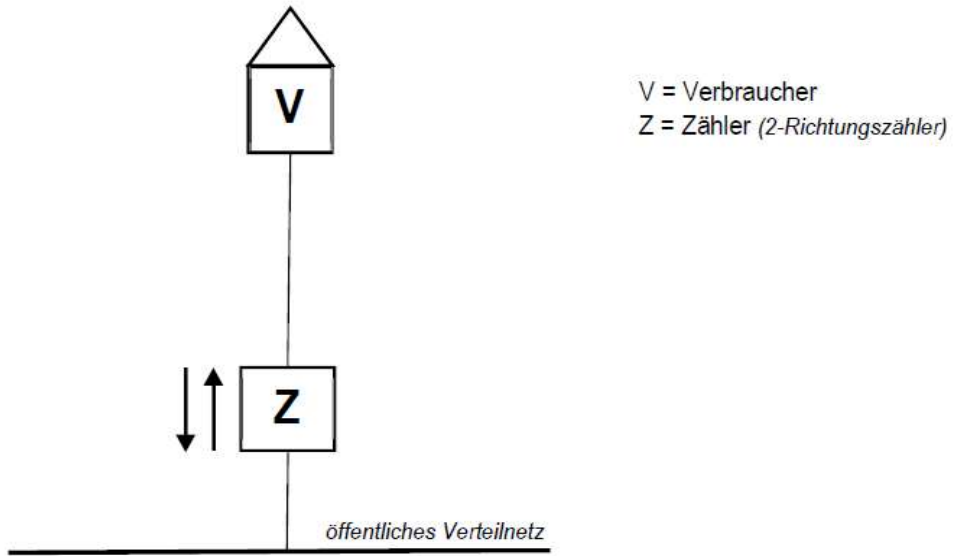 V
V = Verbraucher
Z = Zähler (2-Richtungszähler)
Z
öffentliches Verteilnetz